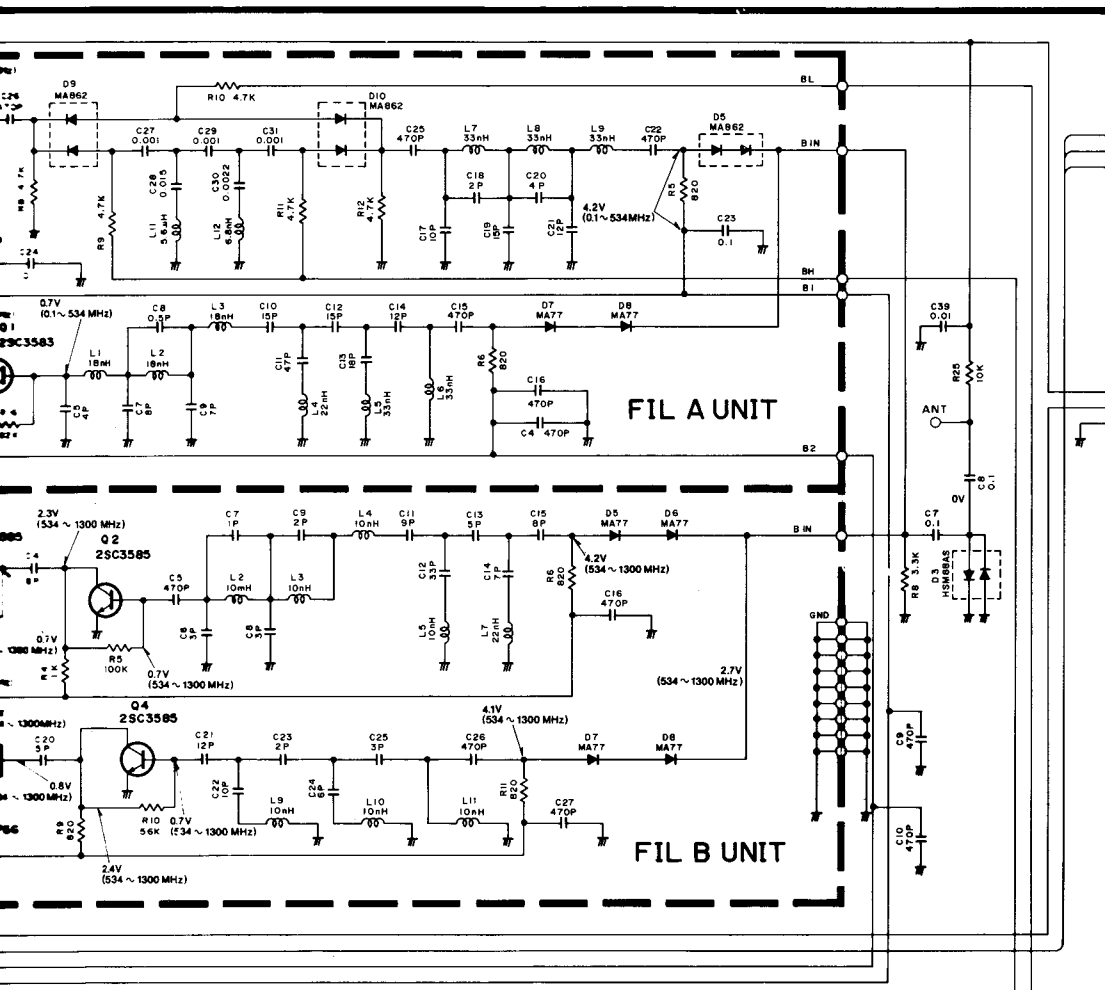 D9
MA862
R10 4.7K
D10
MA862
BL
C27
0.001
C29
0.001
C31
0.001
C25
470P
L7
33nH
L8
33nH
L9
33nH
C22
470P
D5
MA862
BIN
R8 4.7K
4.7K
R9
C28
0.015
C30
0.0022
L11
L12
R11
4.7K
R12
4.7K
C18
2P
C20
4P
C17
10P
C19
15P
C21
12P
4.2V
(0.1~534MHz)
R5
820
C23
0.1
BH
B1
0.7V
(0.1~534 MHz)
Q1
2SC3583
C8
0.5P
L3
18nH
C10
15P
C12
15P
C14
12P
C15
470P
D7
MA77
D8
MA77
C39
0.01
L1
18nH
L2
18nH
C11
47P
C13
18P
R6
820
C5
4P
C7
8P
C9
7P
L4
22nH
L5
33nH
L6
33nH
C16
470P
C4 470P
FIL A UNIT
R25
10K
ANT
B2
C8
0.1
0V
2.3V
(534~1300 MHz)
Q2
2SC3585
C7
1P
C9
2P
L4
10nH
C11
9P
C13
5P
C15
8P
D5
MA77
D6
MA77
BIN
C7
0.1
C5
470P
L2
10mH
L3
10nH
C12
33P
C14
7P
4.2V
(534~1300 MHz)
R6
820
C16
470P
R8 3.3K
D3
HSM88AS
C6
3P
C8
3P
L5
10nH
L7
22nH
GND
0.7V
R4
1K
R5
100K
0.7V
(534~1300 MHz)
2.7V
(534~1300 MHz)
Q4
2SC3585
4.1V
(534~1300 MHz)
C20
C21
12P
C23
2P
C25
3P
C26
470P
D7
MA77
D8
MA77
C9
470P
0.8V
C22
10P
L9
10nH
C24
6P
L10
10nH
L11
10nH
R11
820
C27
470P
R9
820
R10
56K
0.7V
(534~1300 MHz)
2.4V
(534~1300 MHz)
C10
470P
FIL B UNIT